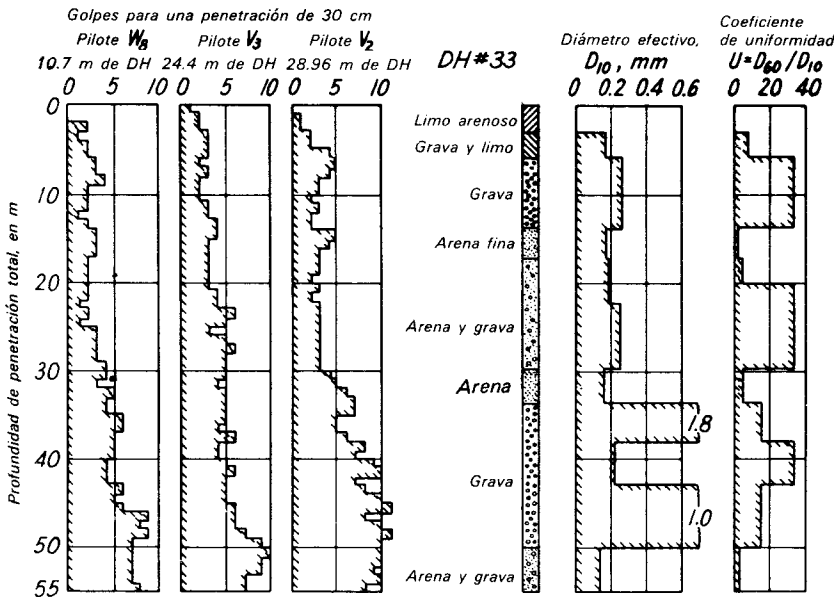 Golpes para una penetración de 30 cm
Pilote W8
Pilote V3
Pilote V2
10.7 m de DH
24.4 m de DH
28.96 m de DH
DH #33
Diámetro efectivo,
D10, mm
Coeficiente
de uniformidad
U=D60/D10
0 5 10
0 5 10
0 5 10
0 0.2 0.6
0 20 40
Profundidad de penetración total, en m
0
10
20
30
40
50
55
Limo arenoso
Grava y limo
Grava
Arena fina
Arena y grava
Arena
Grava
Arena y grava
1.8
1.0